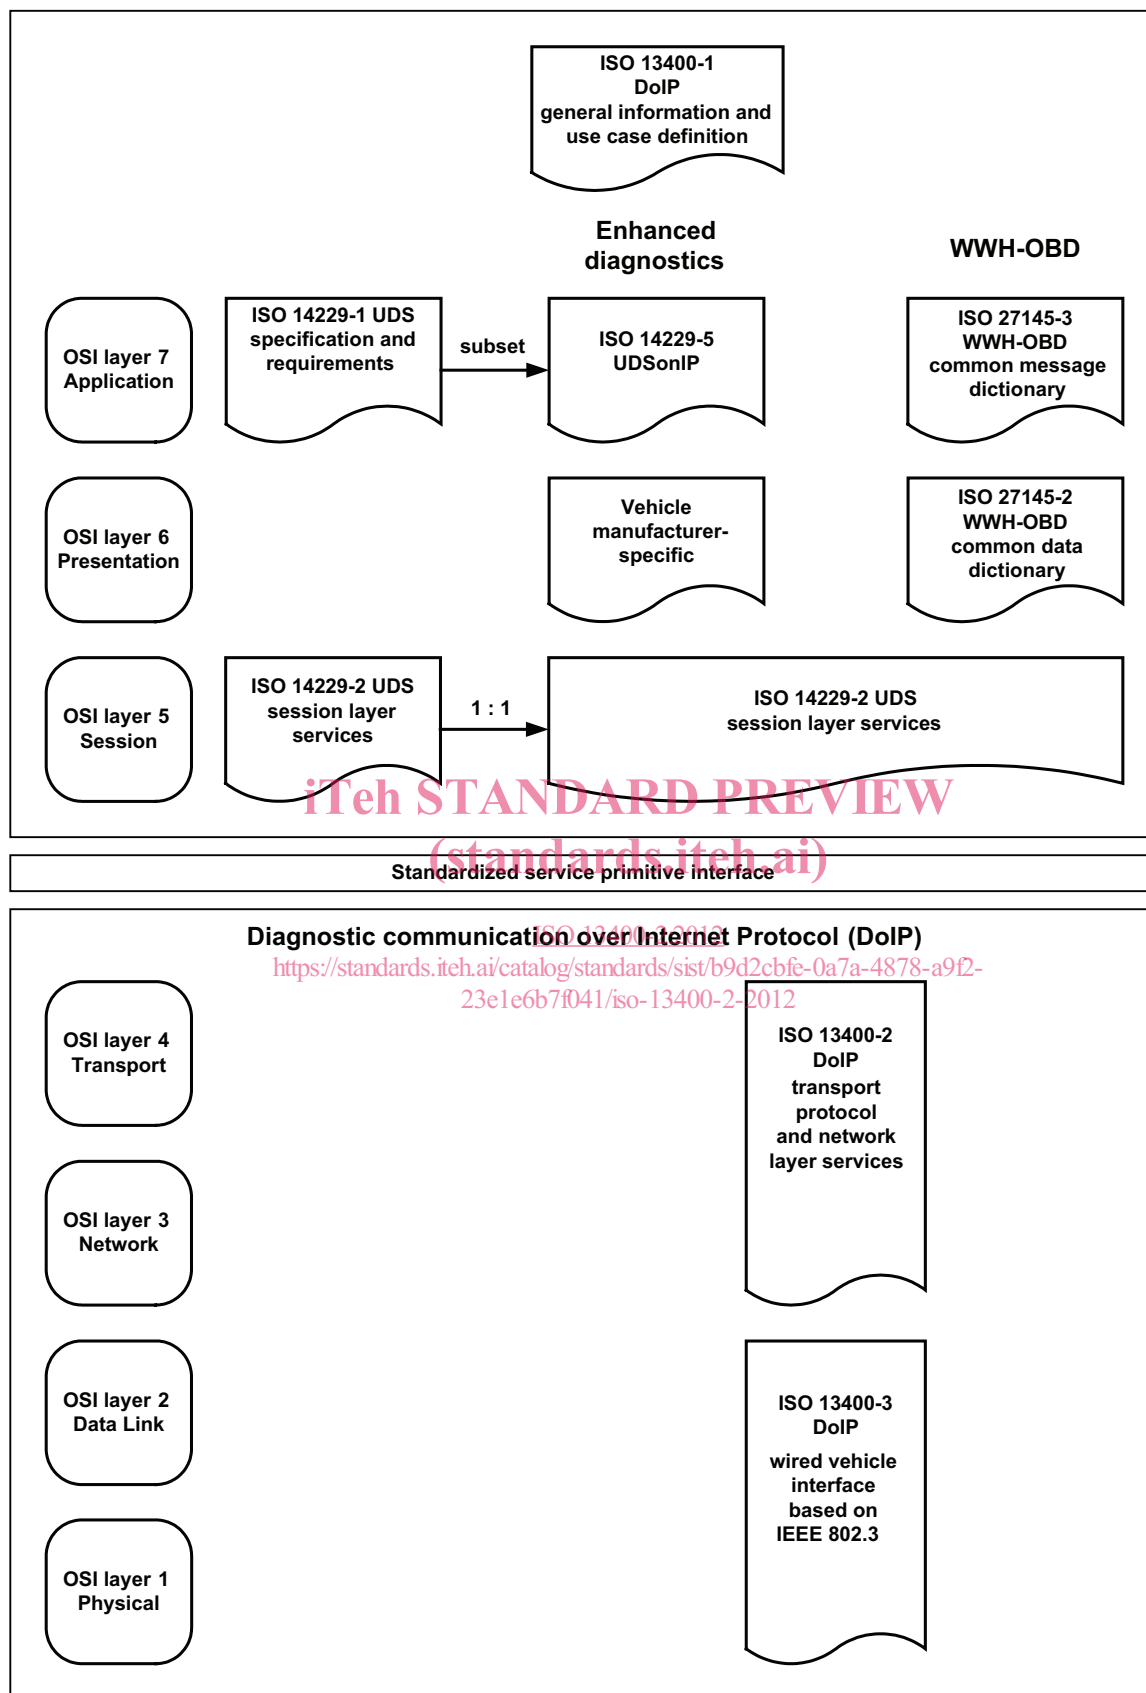 ISO 13400-1
DoIP
general information and
use case definition
Enhanced
diagnostics
WWH-OBD
OSI layer 7
Application
ISO 14229-1 UDS
specification and
requirements
subset
ISO 14229-5
UDSonIP
ISO 27145-3
WWH-OBD
common message
dictionary
OSI layer 6
Presentation
Vehicle
manufacturer-
specific
ISO 27145-2
WWH-OBD
common data
dictionary
OSI layer 5
Session
ISO 14229-2 UDS
session layer
services
1 : 1
ISO 14229-2 UDS
session layer services
iTeh STANDARD PREVIEW
(standards.iteh.ai)
Standardized service primitive interface
Diagnostic communication over Internet Protocol (DoIP)
ISO 13400-2:2012
https://standards.iteh.ai/catalog/standards/sist/b9d2cbfe-0a7a-4878-a9f2-
23e1e6b7f041/iso-13400-2-2012
OSI layer 4
Transport
ISO 13400-2
DoIP
transport
protocol
and network
layer services
OSI layer 3
Network
OSI layer 2
Data Link
ISO 13400-3
DoIP
wired vehicle
interface
based on
IEEE 802.3
OSI layer 1
Physical